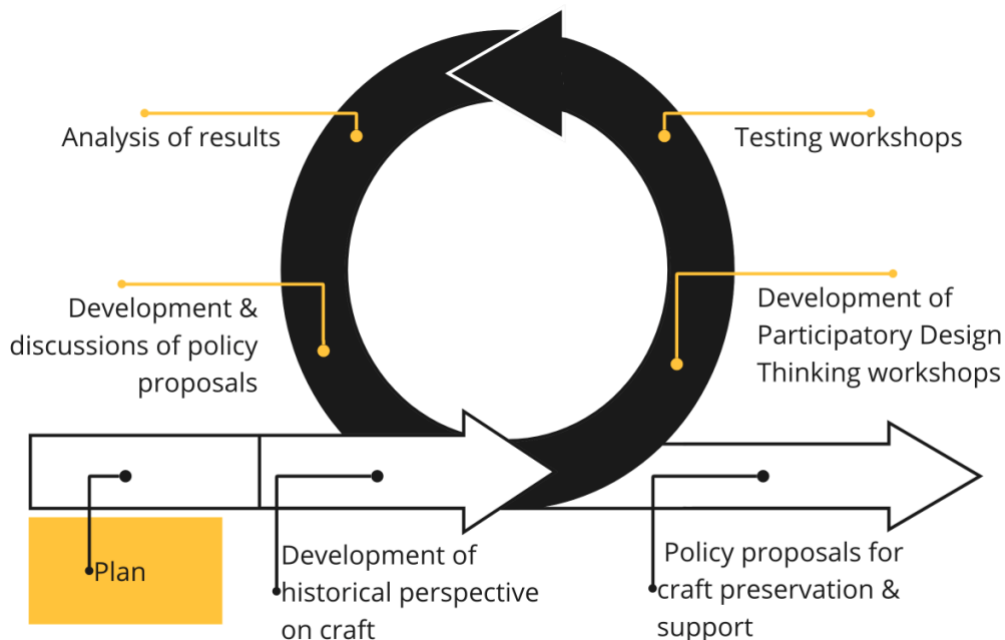 Analysis of results
Testing workshops
Development &
discussions of policy
proposals
Development of
Participatory Design
Thinking workshops
Plan
Development of
historical perspective
on craft
Policy proposals for
craft preservation &
support